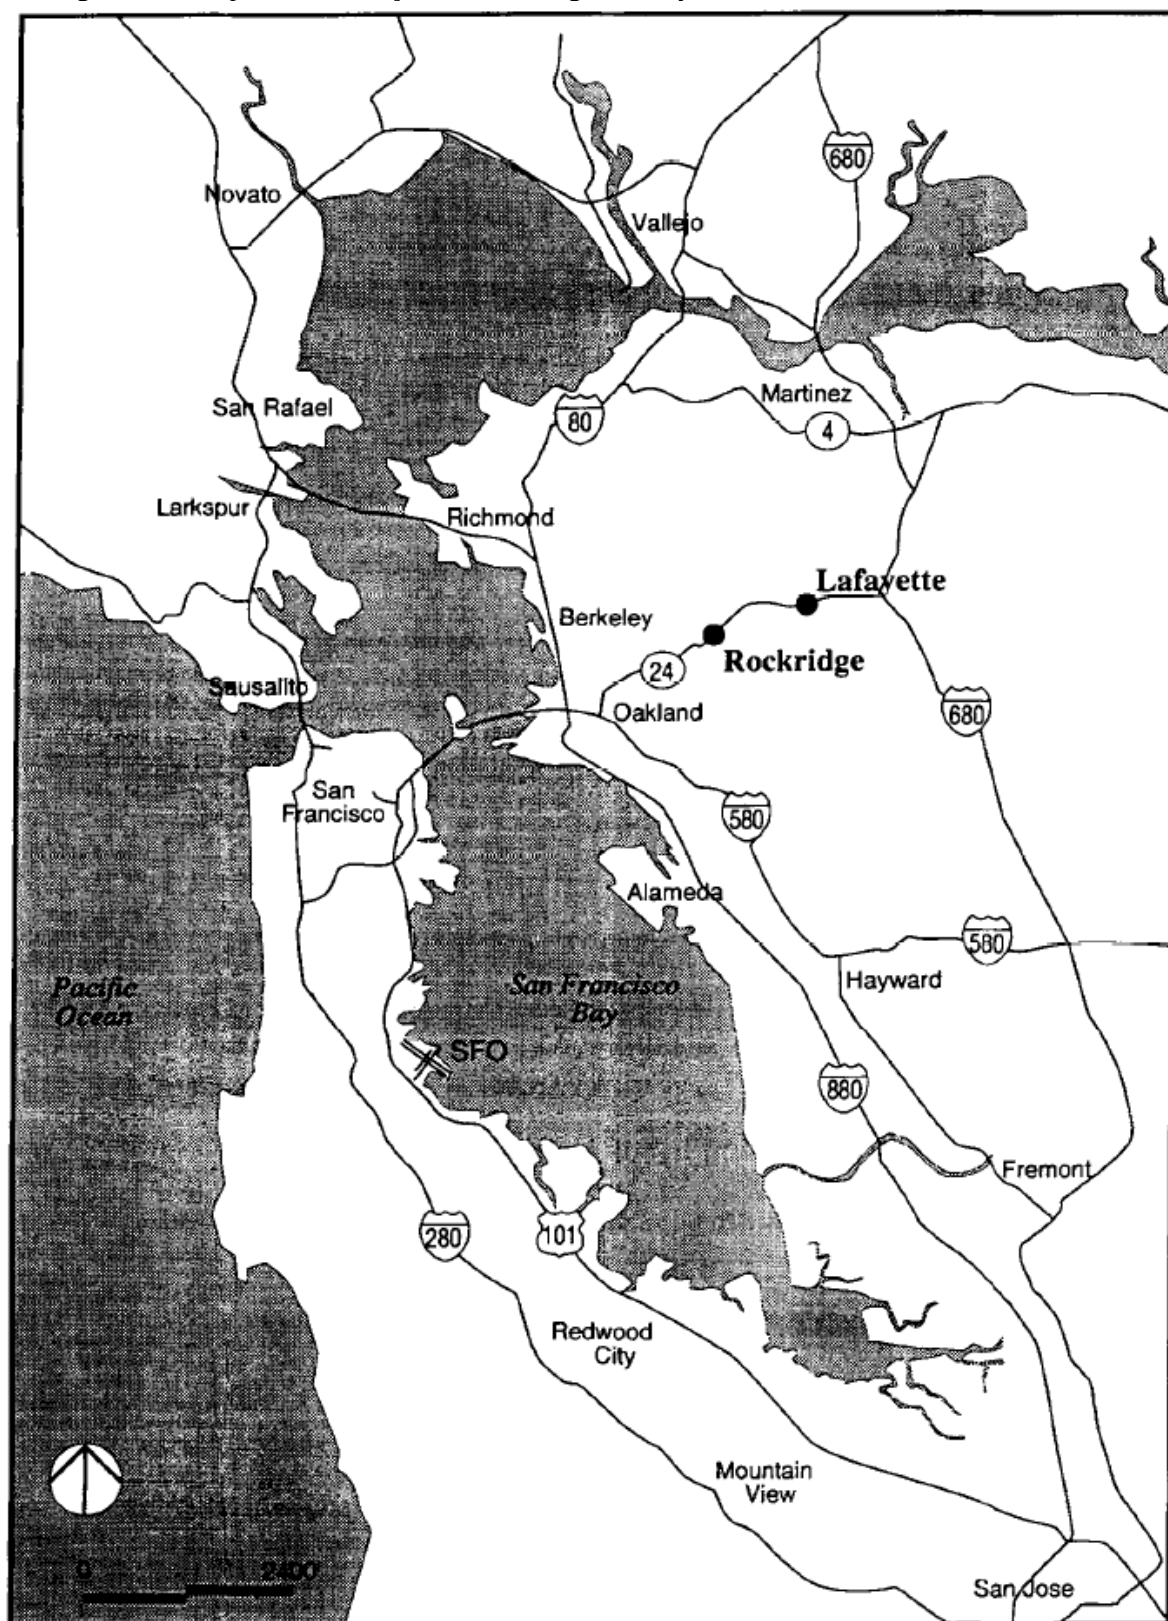 680
Novato
Vallejo
San Rafael
Martinez
80
4
Larkspur
Richmond
Lafayette
Berkeley
Rockridge
24
Sausalito
Oakland
680
San
Francisco
580
Alameda
580
Hayward
Pacific
Ocean
San Francisco
Bay
SFO
880
Fremont
280
101
Redwood
City
Mountain
View
0
2400
San Jose